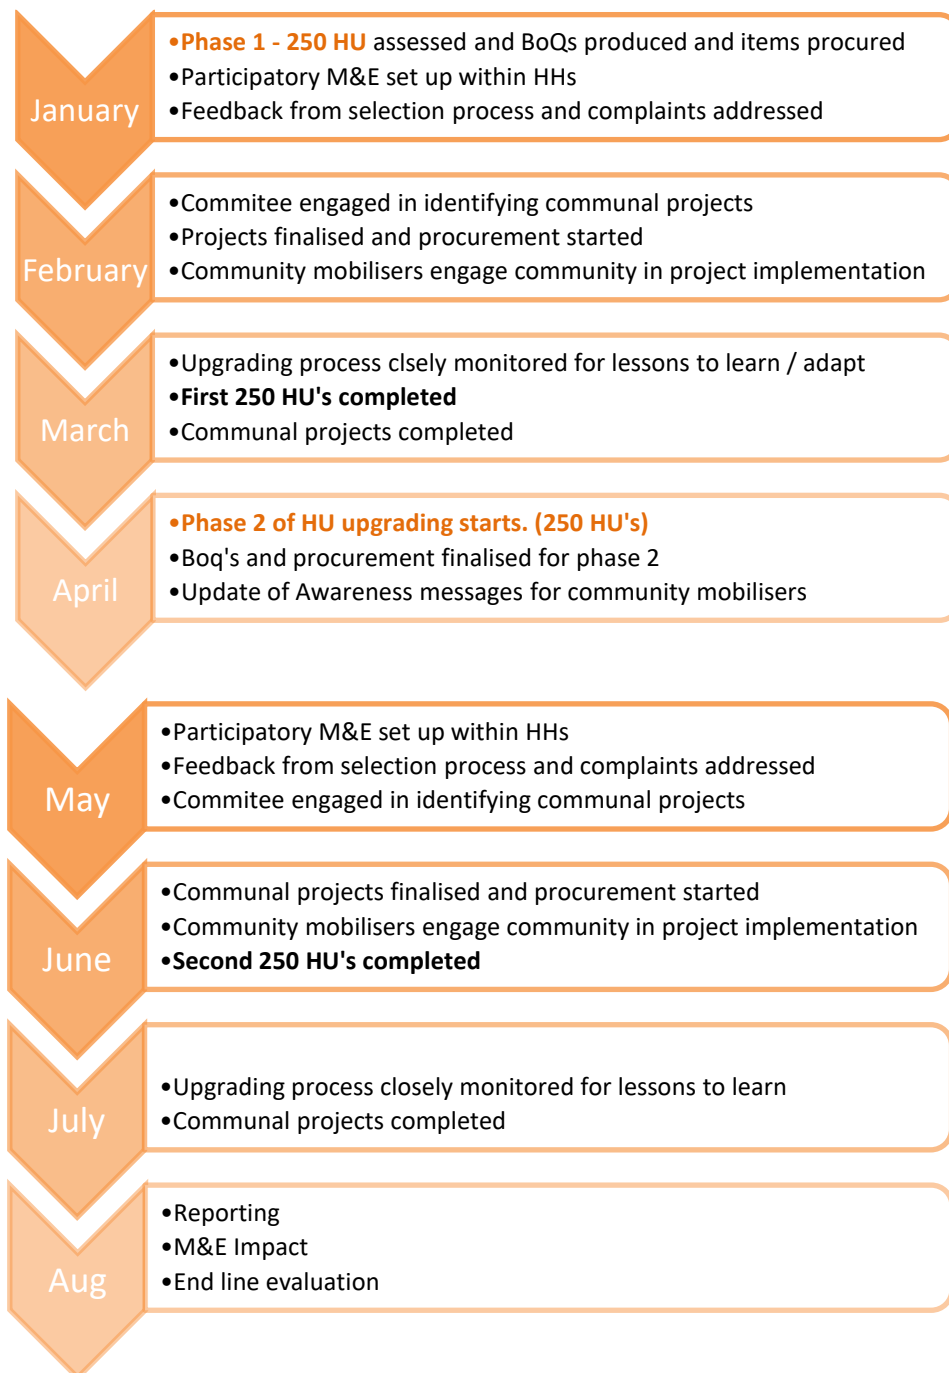 January
•Phase 1 - 250 HU assessed and BoQs produced and items procured
•Participatory M&E set up within HHs
•Feedback from selection process and complaints addressed
February
•Commitee engaged in identifying communal projects
•Projects finalised and procurement started
•Community mobilisers engage community in project implementation
March
•Upgrading process clsely monitored for lessons to learn / adapt
•First 250 HU's completed
•Communal projects completed
April
•Phase 2 of HU upgrading starts. (250 HU's)
•Boq's and procurement finalised for phase 2
•Update of Awareness messages for community mobilisers
May
•Participatory M&E set up within HHs
•Feedback from selection process and complaints addressed
•Commitee engaged in identifying communal projects
June
•Communal projects finalised and procurement started
•Community mobilisers engage community in project implementation
•Second 250 HU's completed
July
•Upgrading process closely monitored for lessons to learn
•Communal projects completed
Aug
•Reporting
•M&E Impact
•End line evaluation